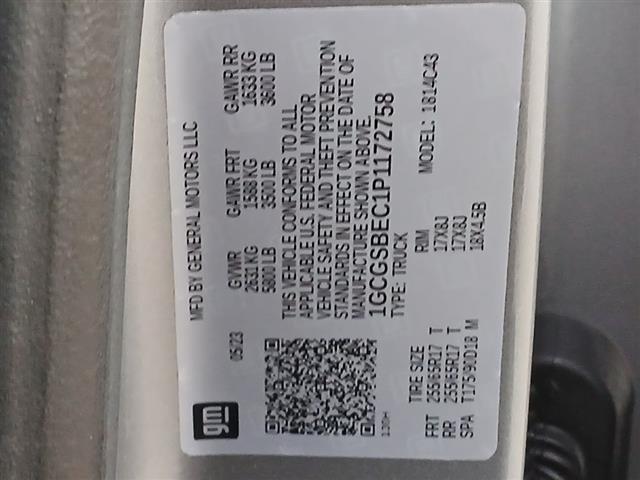 gm
MFD BY GENERAL MOTORS LLC
05/23
GVWR GAWR FRT GAWR RR
2631 KG 1588 KG 1633 KG
5800 LB 3500 LB 3600 LB
THIS VEHICLE CONFORMS TO ALL
APPLICABLE U.S. FEDERAL MOTOR
VEHICLE SAFETY AND THEFT PREVENTION
STANDARDS IN EFFECT ON THE DATE OF
MANUFACTURE SHOWN ABOVE.
1GCGSBEC1P1172758
TYPE: TRUCK MODEL: 1814C43
TIRE SIZE RIM
FRT 255/65R17 T 17X8J
RR 255/65R17 T 17X8J
SPA T175/90D18 M 18X4.5B